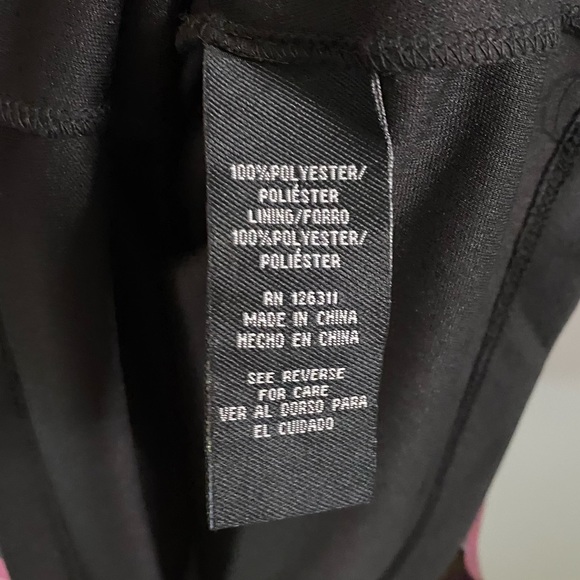 100%POLYESTER/
POLIÉSTER
LINING/FORRO
100%POLYESTER/
POLIÉSTER
RN 126311
MADE IN CHINA
HECHO EN CHINA
SEE REVERSE
FOR CARE
VER AL DORSO PARA
EL CUIDADO